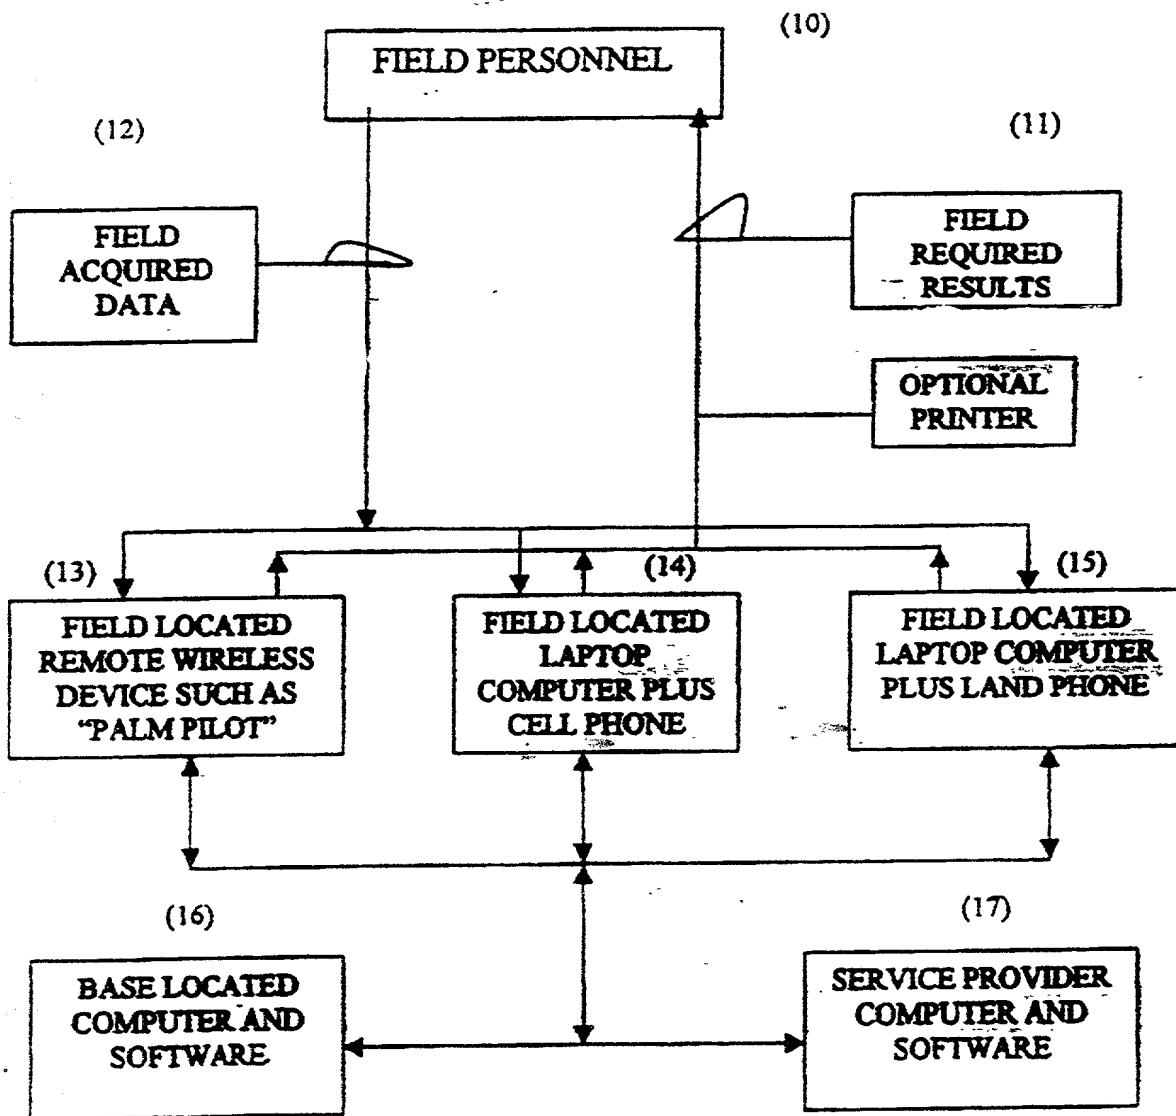 (10)
FIELD PERSONNEL
(12)
(11)
FIELD
ACQUIRED
DATA
FIELD
REQUIRED
RESULTS
OPTIONAL
PRINTER
(13)
FIELD LOCATED
REMOTE WIRELESS
DEVICE SUCH AS
“PALM PILOT”
(14)
FIELD LOCATED
LAPTOP
COMPUTER PLUS
CELL PHONE
(15)
FIELD LOCATED
LAPTOP COMPUTER
PLUS LAND PHONE
(16)
BASE LOCATED
COMPUTER AND
SOFTWARE
(17)
SERVICE PROVIDER
COMPUTER AND
SOFTWARE